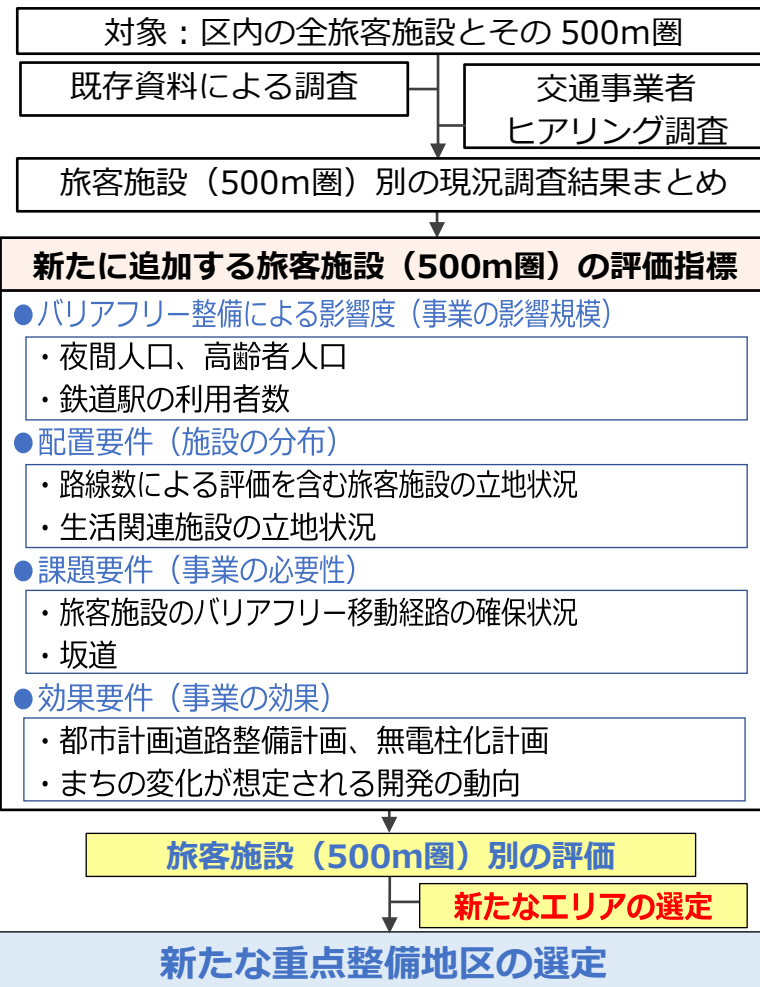 対象：区内の全旅客施設とその 500m圏
既存資料による調査
交通事業者
ヒアリング調査
旅客施設（500m圏）別の現況調査結果まとめ
新たに追加する旅客施設（500m圏）の評価指標
●バリアフリー整備による影響度（事業の影響規模）
・夜間人口、高齢者人口
・鉄道駅の利用者数
●配置要件（施設の分布）
・路線数による評価を含む旅客施設の立地状況
・生活関連施設の立地状況
●課題要件（事業の必要性）
・旅客施設のバリアフリー移動経路の確保状況
・坂道
●効果要件（事業の効果）
・都市計画道路整備計画、無電柱化計画
・まちの変化が想定される開発の動向
旅客施設（500m圏）別の評価
新たなエリアの選定
新たな重点整備地区の選定